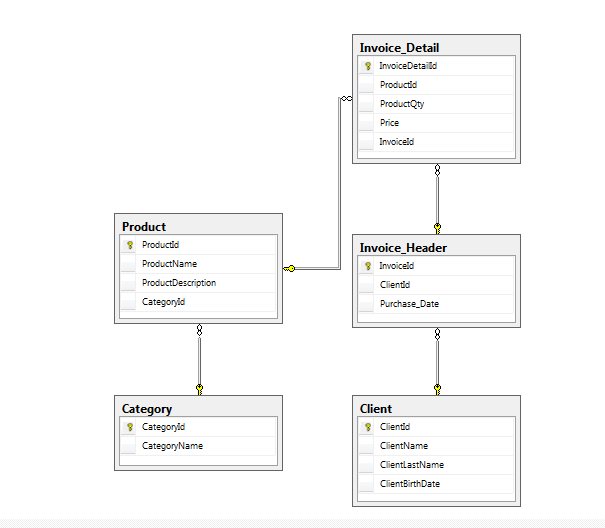 Invoice_Detail
InvoiceDetailId
ProductId
ProductQty
Price
InvoiceId
Product
ProductId
ProductName
ProductDescription
CategoryId
Invoice_Header
InvoiceId
ClientId
Purchase_Date
Category
CategoryId
CategoryName
Client
ClientId
ClientName
ClientLastName
ClientBirthDate